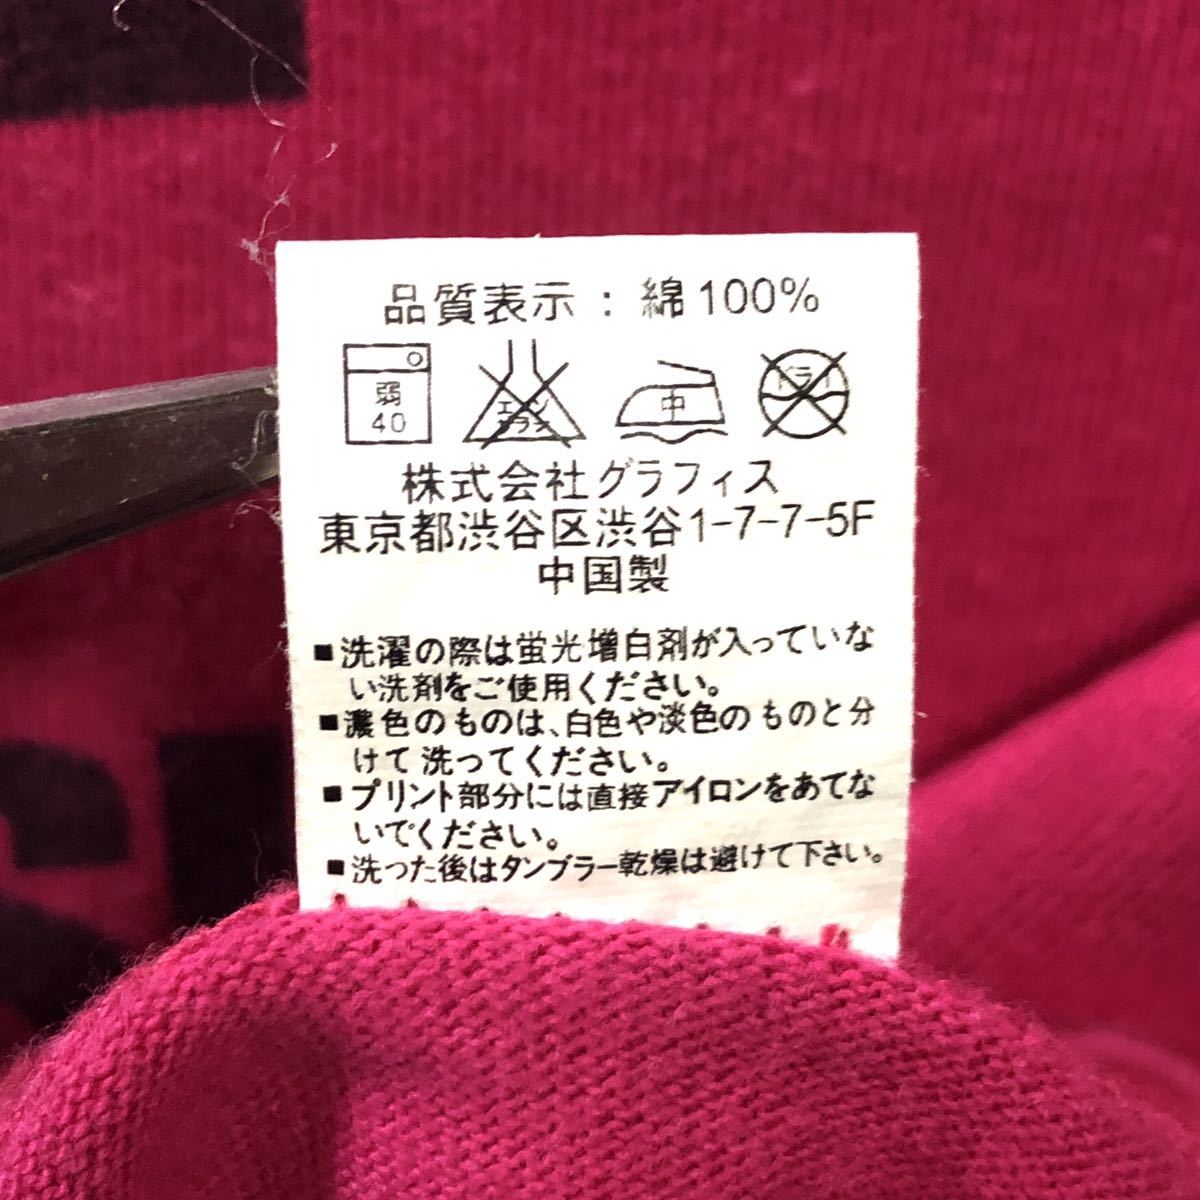 品質表示：綿100%
弱 エンソ 中 ドライ
40 サラシ
株式会社グラフィス
東京都渋谷区渋谷1-7-7-5F
中国製
■洗濯の際は蛍光増白剤が入っていな
い洗剤をご使用ください。
■濃色のものは、白色や淡色のものと分
けて洗ってください。
■プリント部分には直接アイロンをあてな
いでください。
■洗った後はタンブラー乾燥は避けて下さい。